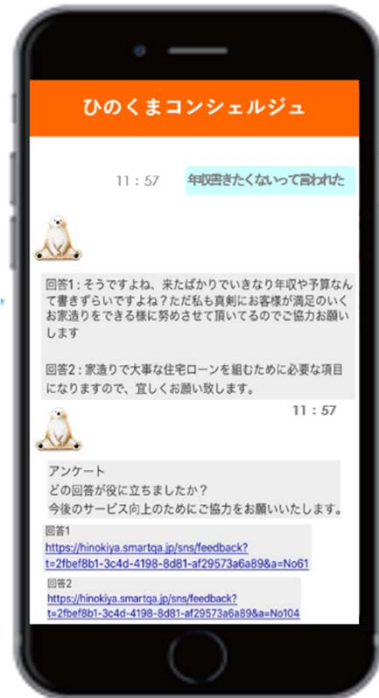 ひのくまコンシェルジュ
11：57
年収書きたくないって言われた
回答1：そうですよね、来たばかりでいきなり年収や予算なん
て書きずらいですよね？ただ私も真剣にお客様が満足のいく
お家造りをできる様に努めさせて頂いてるのでご協力お願い
します
回答2：家造りで大事な住宅ローンを組むために必要な項目
になりますので、宜しくお願い致します。
11：57
アンケート
どの回答が役に立ちましたか？
今後のサービス向上のためにご協力をお願いいたします。
回答1
https://hinokiya.smartqa.jp/sns/feedback?
t=2fbef8b1-3c4d-4198-8d81-af29573a6a89&a=No61
回答2
https://hinokiya.smartqa.jp/sns/feedback?
t=2fbef8b1-3c4d-4198-8d81-af29573a6a89&a=No104